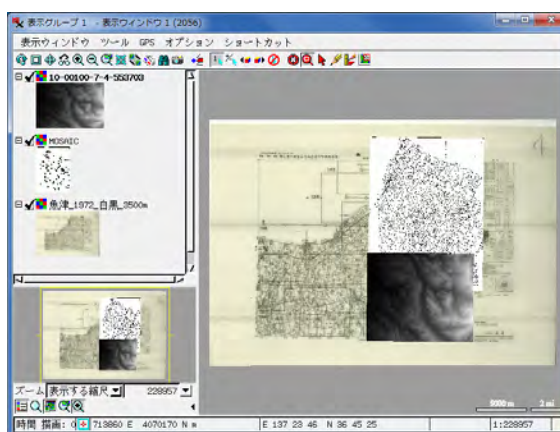 表示グループ１ - 表示ウィンドウ１(2056)
表示ウィンドウ ツール GPS オプション ショートカット
10-00100-7-4-553703
MOSAIC
魚津_1972_白黒_3500m
ズーム 表示する縮尺 228957
9000 m 2 mi
時間 描画: 0 713860 E 4070170 N m E 137 23 46 N 36 45 25 1:228957